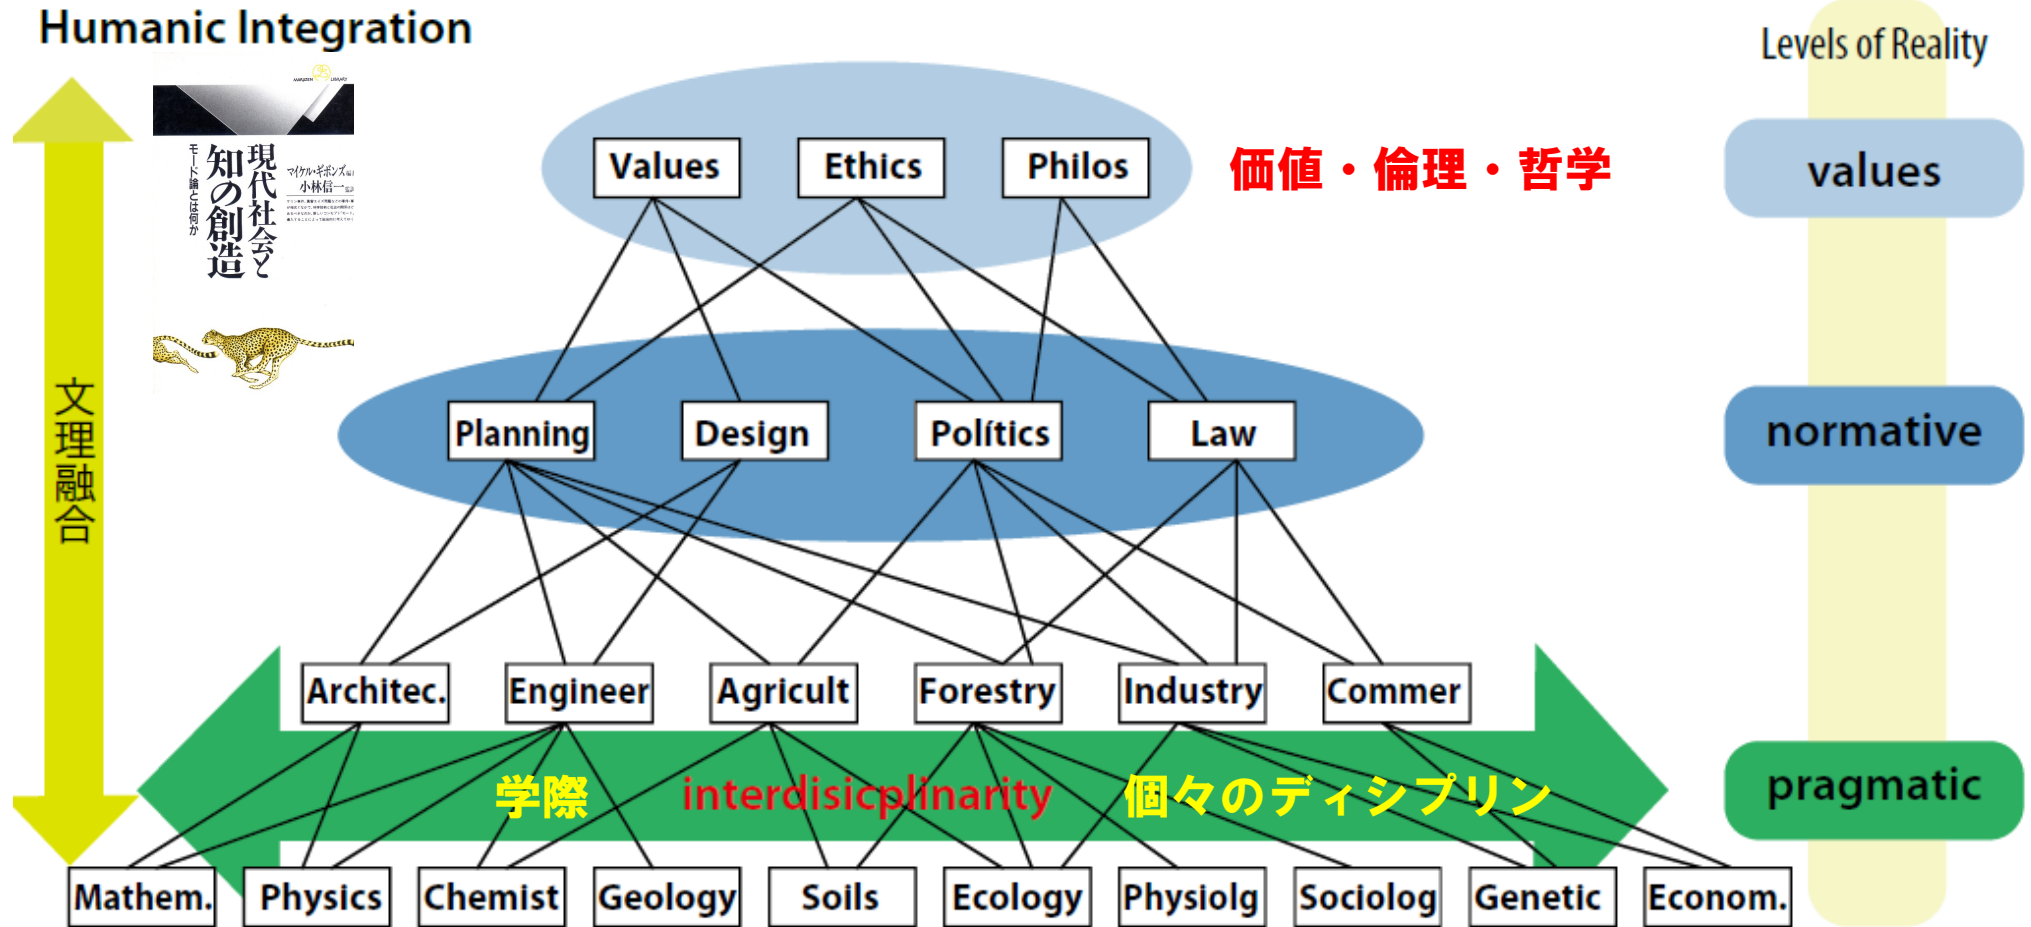 Humanic Integration
Levels of Reality
MARUZEN LIBRARY
現代社会と
知の創造
モード論とは何か
マイケル・ギボンズ
小林信一
文理融合
Values
Ethics
Philos
価値・倫理・哲学
values
Planning
Design
Polítics
Law
normative
Architec.
Engineer
Agricult
Forestry
Industry
Commer
学際
interdisicplinarity
個々のディシプリン
pragmatic
Mathem.
Physics
Chemist
Geology
Soils
Ecology
Physiolg
Sociolog
Genetic
Econom.